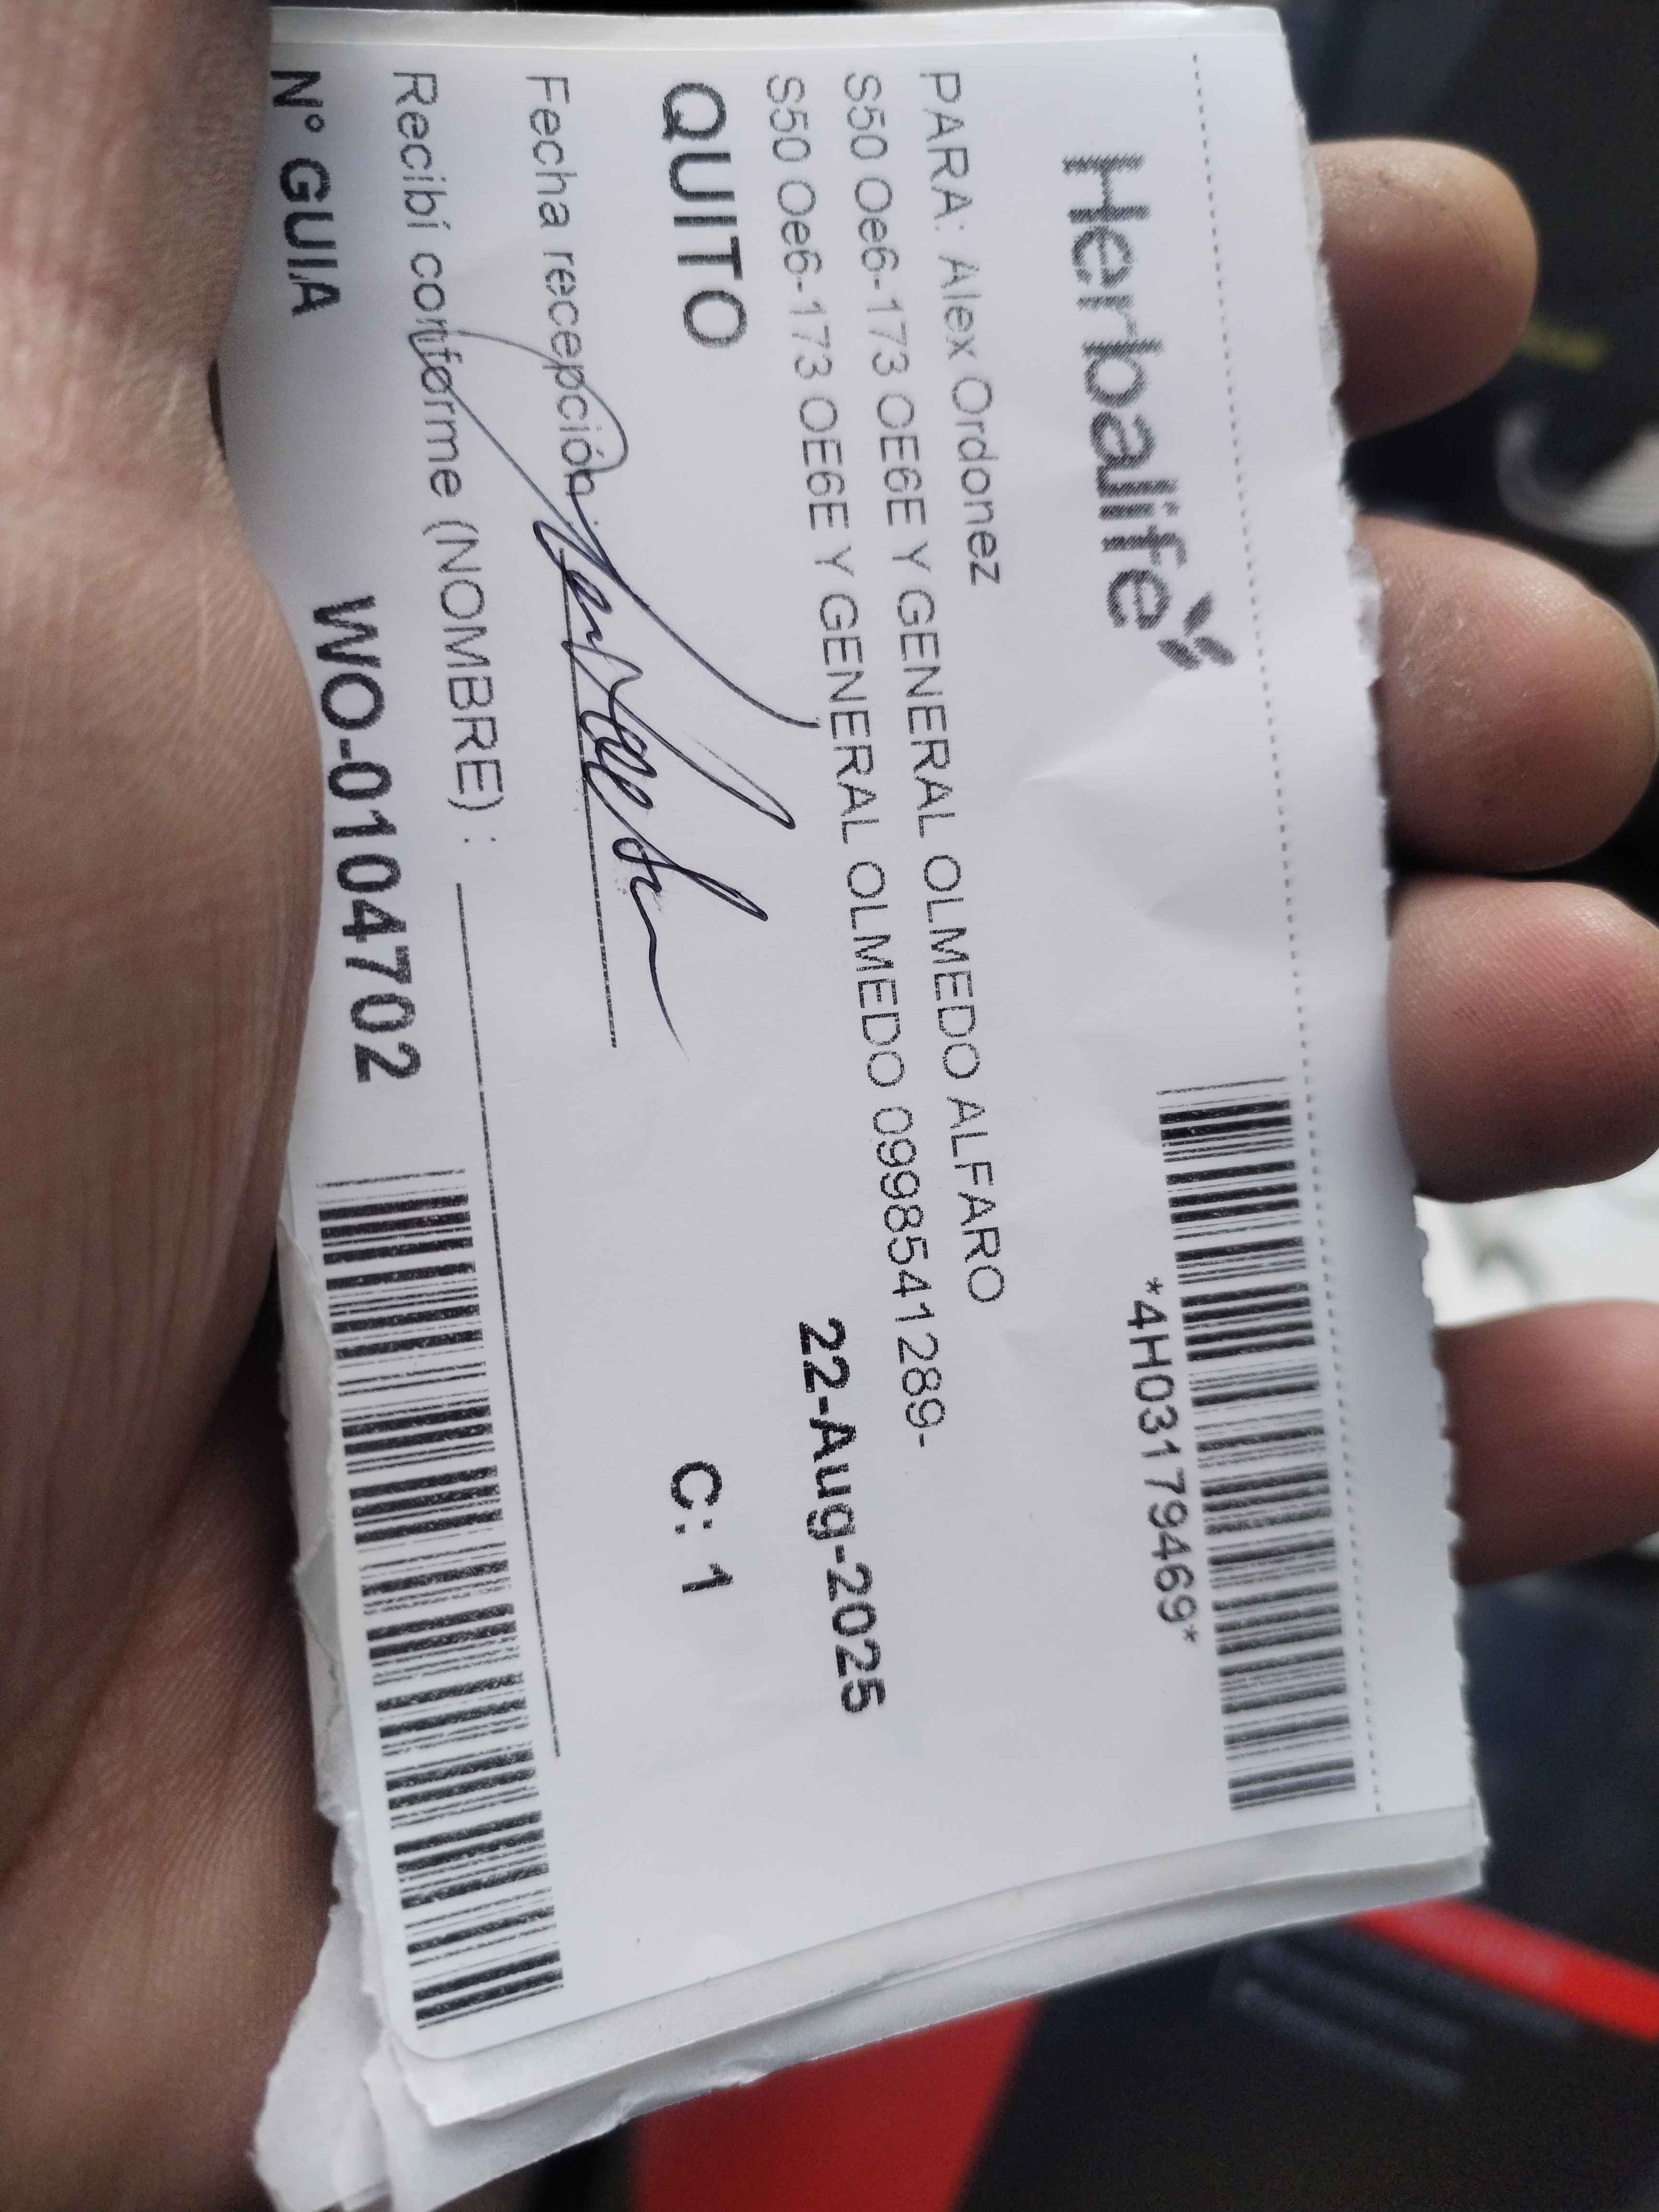 Herbalife
*4H03179469*
PARA: Alex Ordonez
S50 Oe6-173 OE6E Y GENERAL OLMEDO ALFARO
S50 Oe6-173 OE6E Y GENERAL OLMEDO 0998541289-
22-Aug-2025
QUITO
C: 1
Fecha recepción:
Recibí conforme (NOMBRE) :
N° GUIA WO-0104702